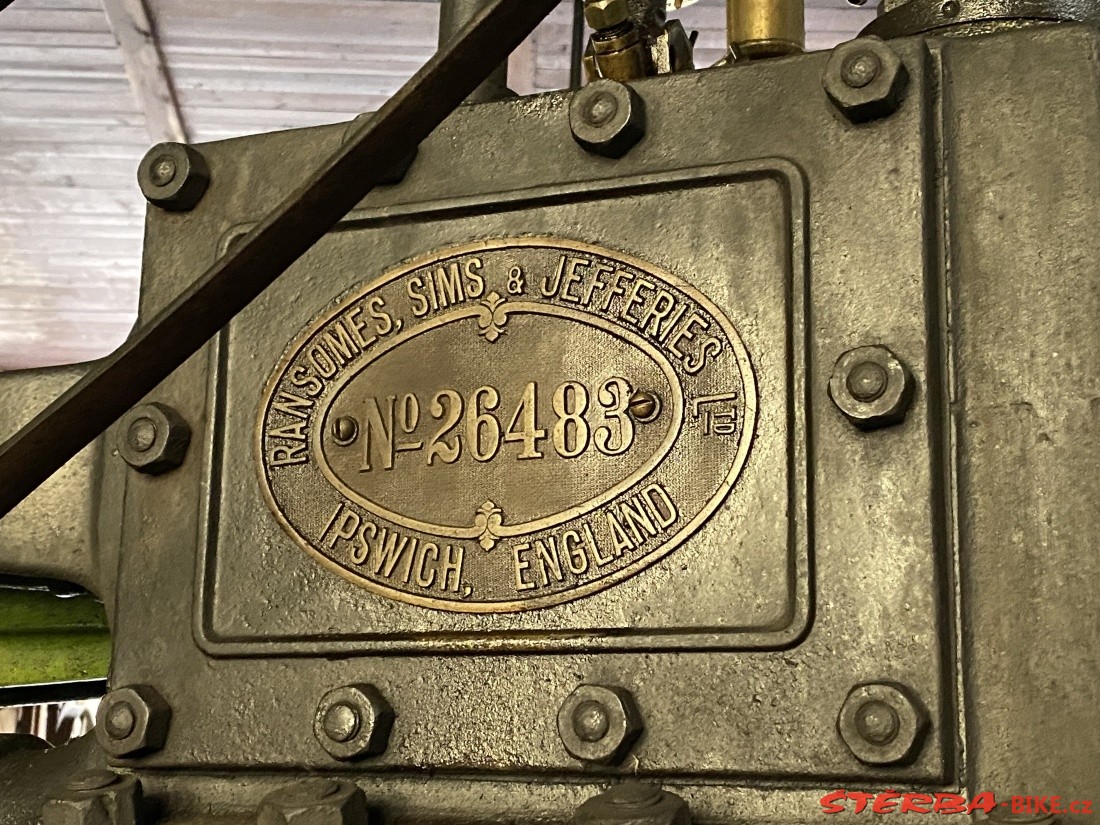 RANSOMES, SIMS & JEFFERIES LTD
No 26483
IPSWICH, ENGLAND
STERBA-BIKE.cz